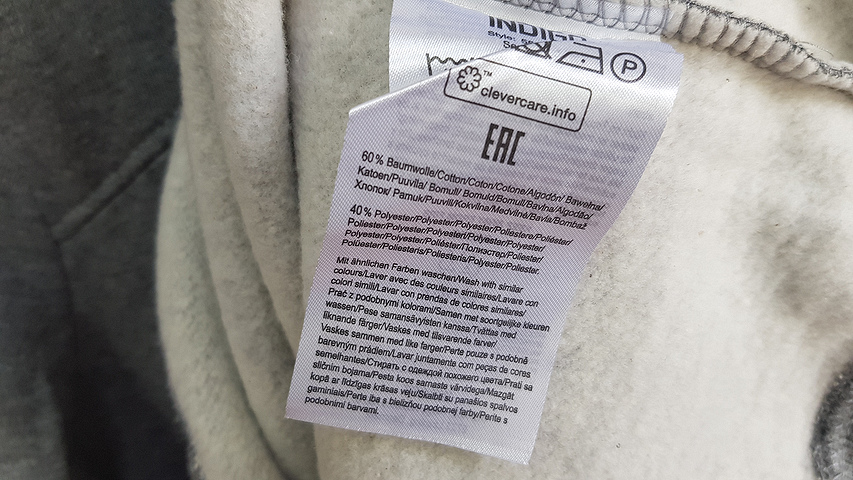 INDIGO
Style:
P
™
clevercare.info
EAC
60% Baumwolle/Cotton/Coton/Cotone/Algodón/ Bawełna/
Katoen/Puuvilla/ Bomull/ Bomuld/Bomull/Bavlna/Algodão/
Хлопок/ Pamuk/Puuvill/Kokvilna/Medvilnė/Bavla/Bombaž
40% Polyester/Polyester/Polyester/Poliestere/Poliéster/
Poliester/Polyester/Polyesteri/Polyester/Polyester/
Polyester/Polyester/Poliéster/Полиэстер/Poliester/
Polüester/Poliesteris/Poliesteris/Polyester/Poliester.
Mit ähnlichen Farben waschen/Wash with similar
colours/Laver avec des couleurs similaires/Lavare con
colori simili/Lavar con prendas de colores similares/
Prać z podobnymi kolorami/Samen met soortgelijke kleuren
wassen/Pese samansävyisten kanssa/Tvättas med
liknande färger/Vaskes med tilsvarende farver/
Vaskes sammen med like farger/Perte pouze s podobně
barevným prádlem/Lavar juntamente com peças de cores
semelhantes/Стирать с одеждой похожего цвета/Prati sa
sličnim bojama/Pesta koos sarnaste värvidega/Mazgāt
kopā ar līdzīgas krāsas veļu/Skalbti su panašios spalvos
gaminiais/Perte iba s bielizňou podobnej farby/Perite s
podobnimi barvami.